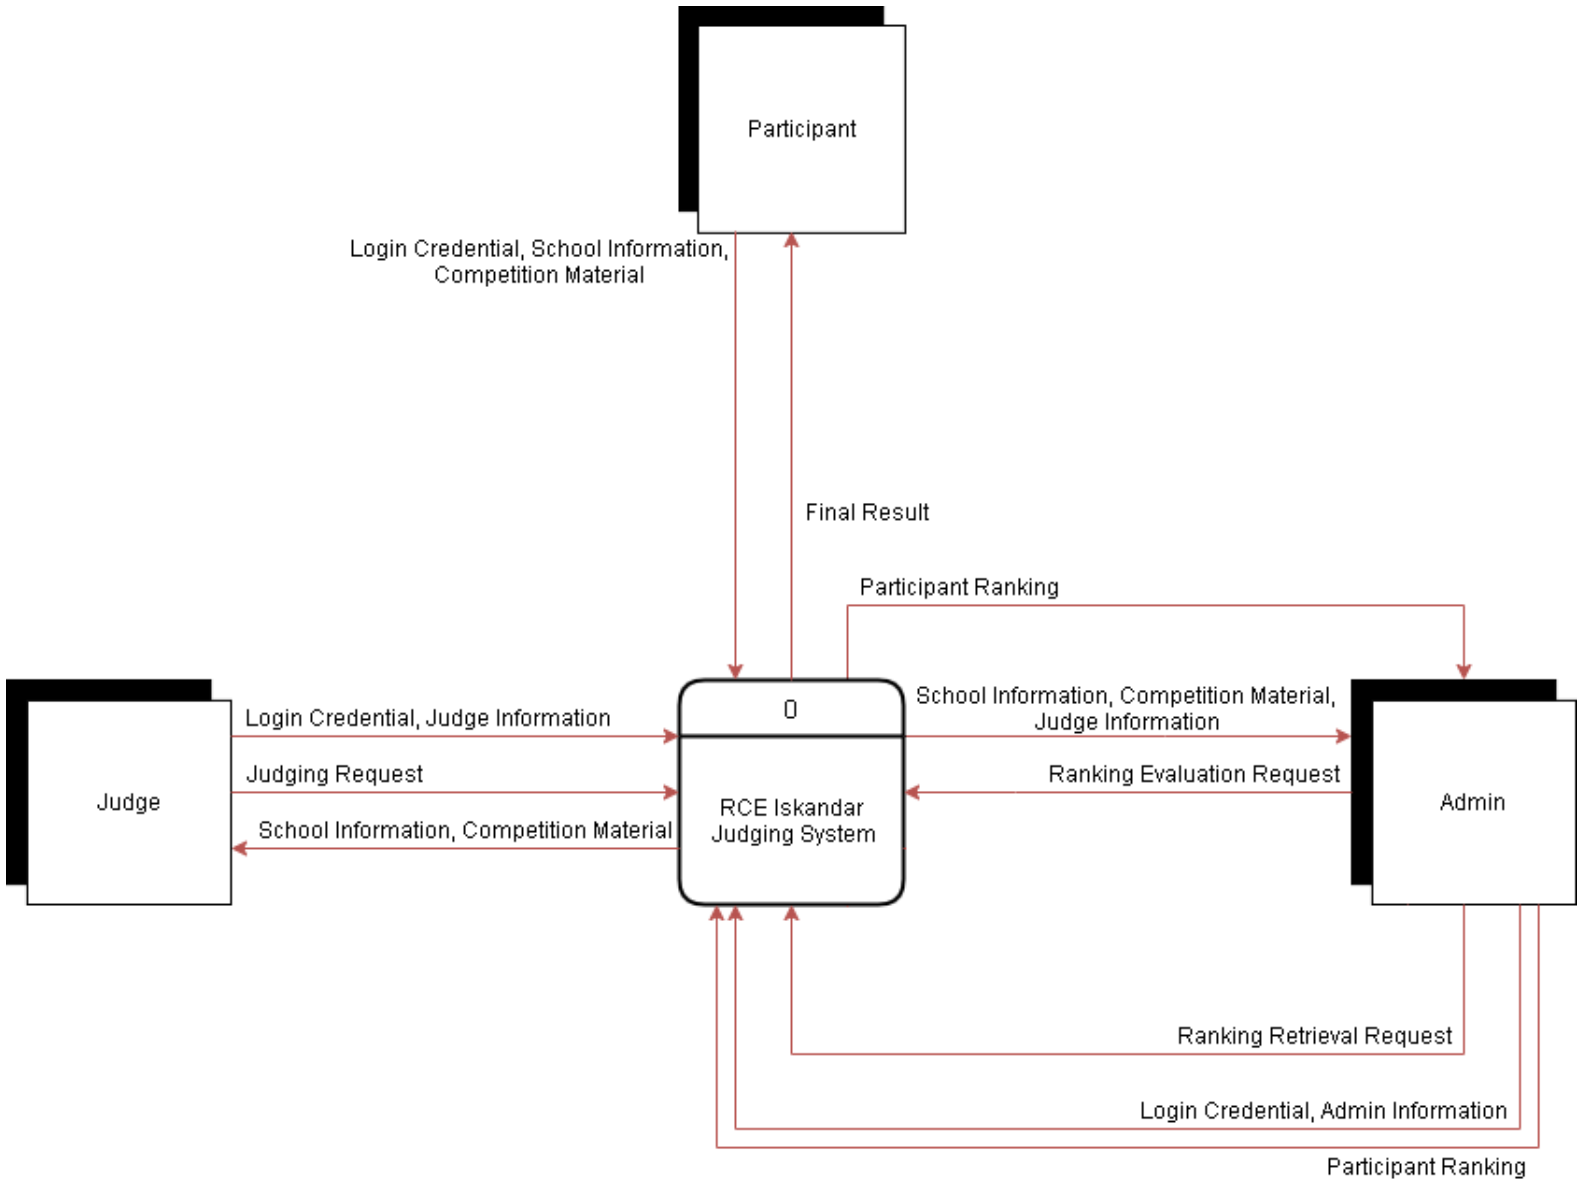 Participant
Login Credential, School Information,
Competition Material
Final Result
Participant Ranking
Login Credential, Judge Information
Judging Request
School Information, Competition Material
Judge
0
RCE Iskandar
Judging System
School Information, Competition Material,
Judge Information
Ranking Evaluation Request
Admin
Ranking Retrieval Request
Login Credential, Admin Information
Participant Ranking